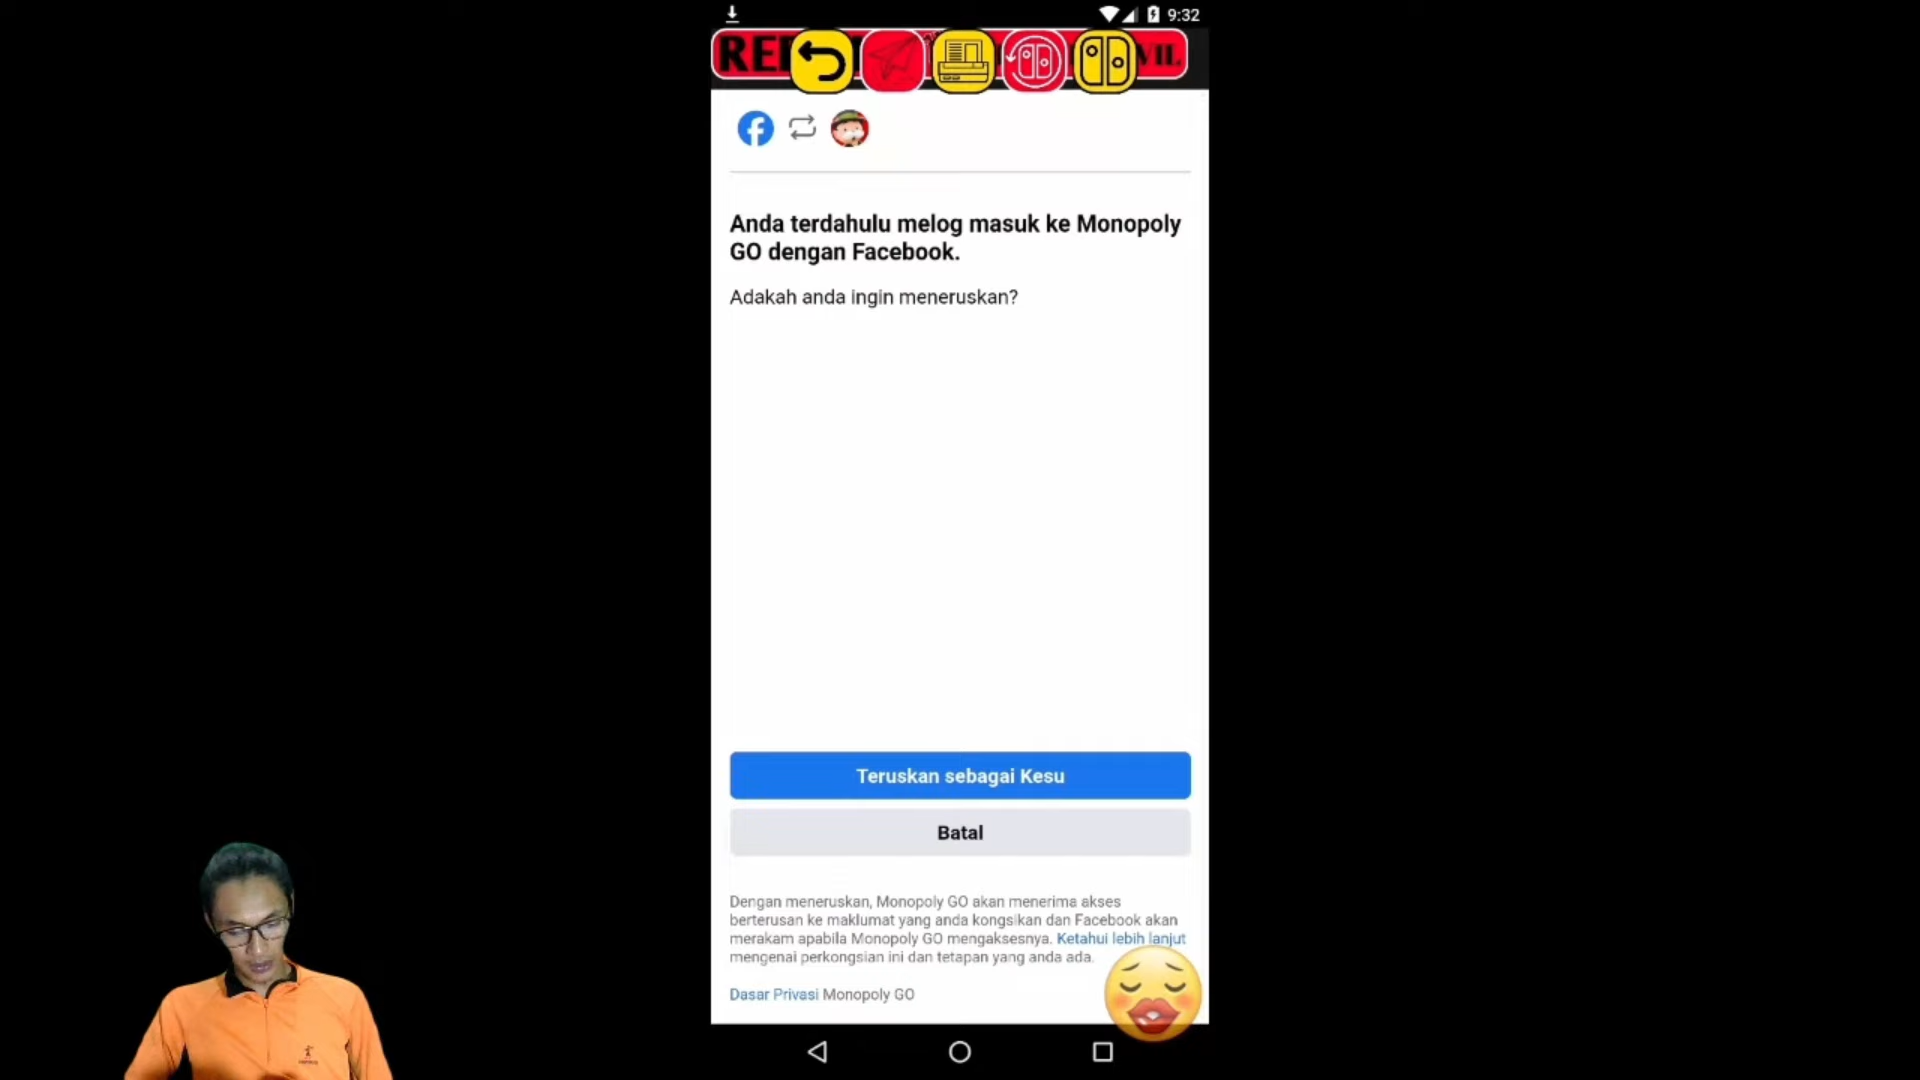 9:32
Anda terdahulu melog masuk ke Monopoly
GO dengan Facebook.
Adakah anda ingin meneruskan?
Teruskan sebagai Kesu
Batal
Dengan meneruskan, Monopoly GO akan menerima akses
berterusan ke maklumat yang anda kongsikan dan Facebook akan
merakam apabila Monopoly GO mengaksesnya. Ketahui lebih lanjut
mengenai perkongsian ini dan tetapan yang anda ada.
Dasar Privasi Monopoly GO